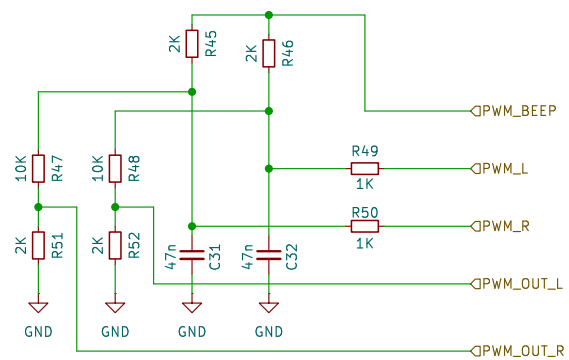 2K
R45
2K
R46
PWM_BEEP
R49
1K
PWM_L
10K
R47
10K
R48
R50
1K
PWM_R
2K
R51
2K
R52
47n
C31
47n
C32
PWM_OUT_L
GND
GND
GND
GND
PWM_OUT_R